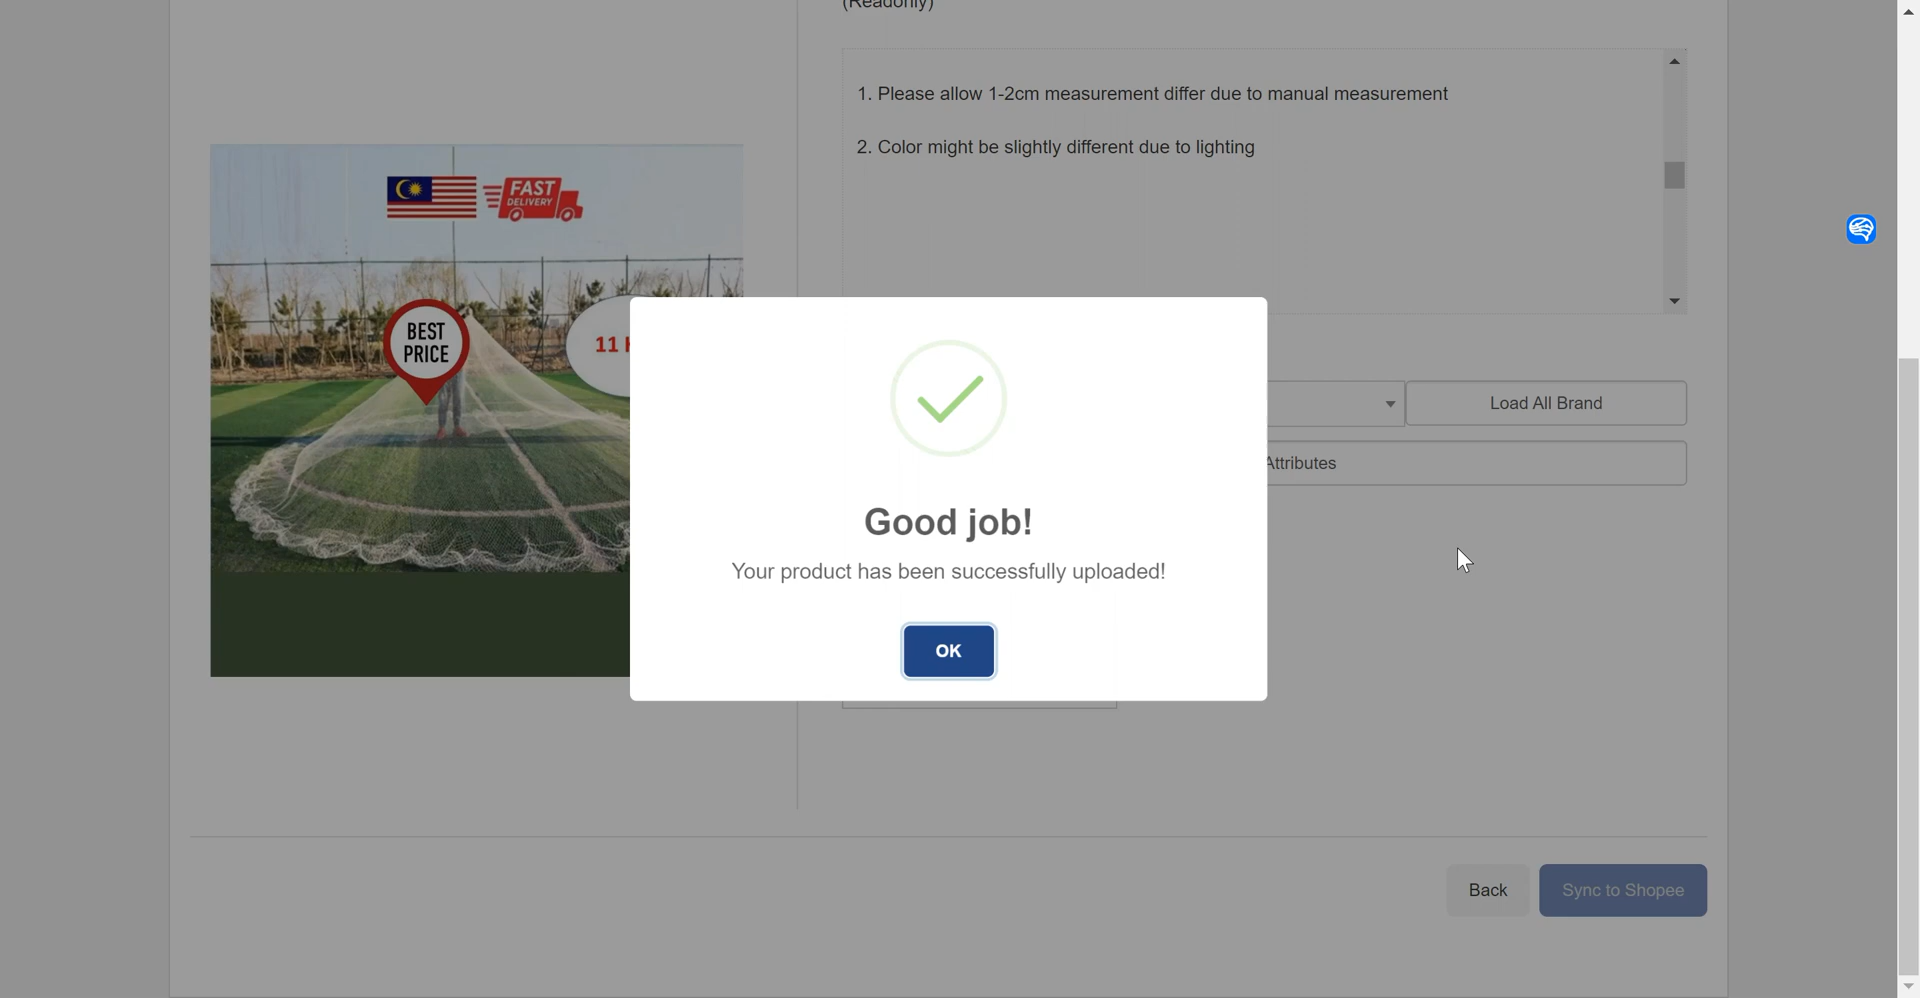 (Readonly)
1. Please allow 1-2cm measurement differ due to manual measurement
2. Color might be slightly different due to lighting
FAST
DELIVERY
BEST
PRICE
11
Load All Brand
Attributes
Good job!
Your product has been successfully uploaded!
OK
Back
Sync to Shopee